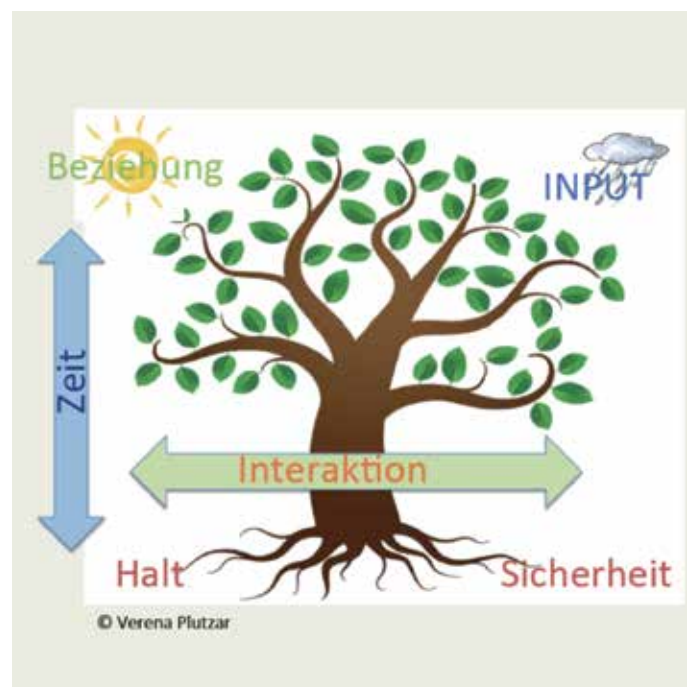 Beziehung
INPUT
Zeit
Interaktion
Halt
Sicherheit
© Verena Plutzar